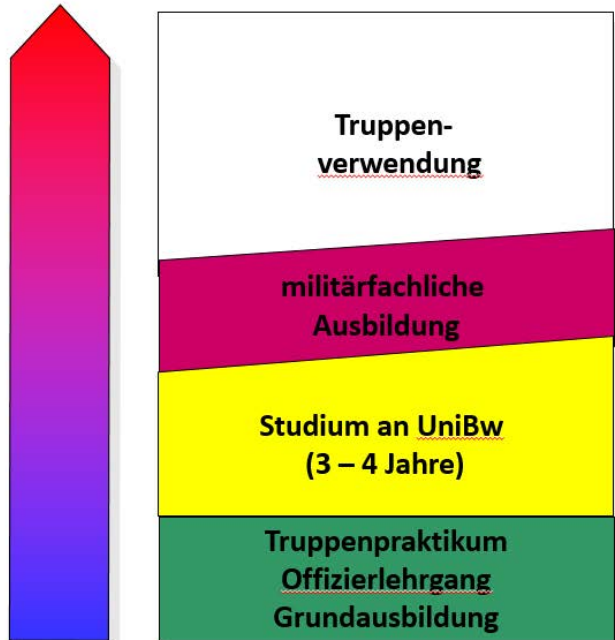 Truppen-
verwendung
militärfachliche
Ausbildung
Studium an UniBw
(3 – 4 Jahre)
Truppenpraktikum
Offizierlehrgang
Grundausbildung